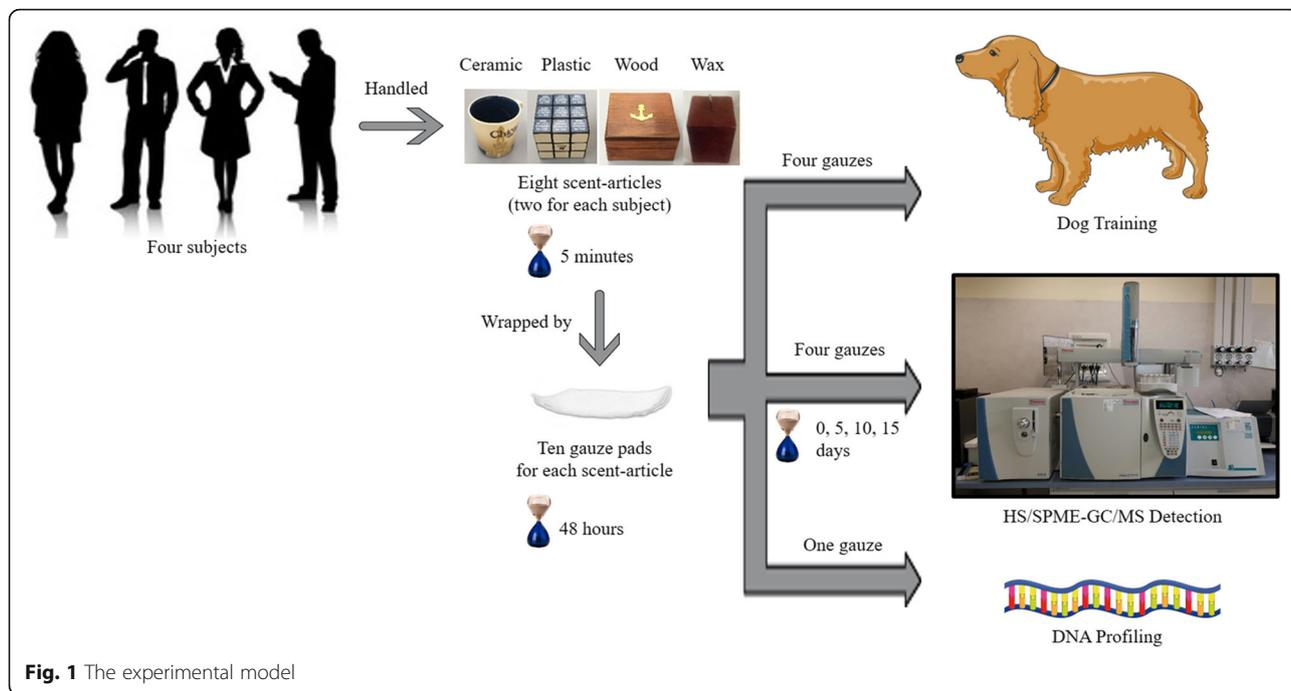 Four subjects
Handled
Ceramic Plastic Wood Wax
Eight scent-articles
(two for each subject)
5 minutes
Wrapped by
Ten gauze pads
for each scent-article
48 hours
Four gauzes
Dog Training
Four gauzes
0, 5, 10, 15
days
HS/SPME-GC/MS Detection
One gauze
DNA Profiling
Fig. 1 The experimental model